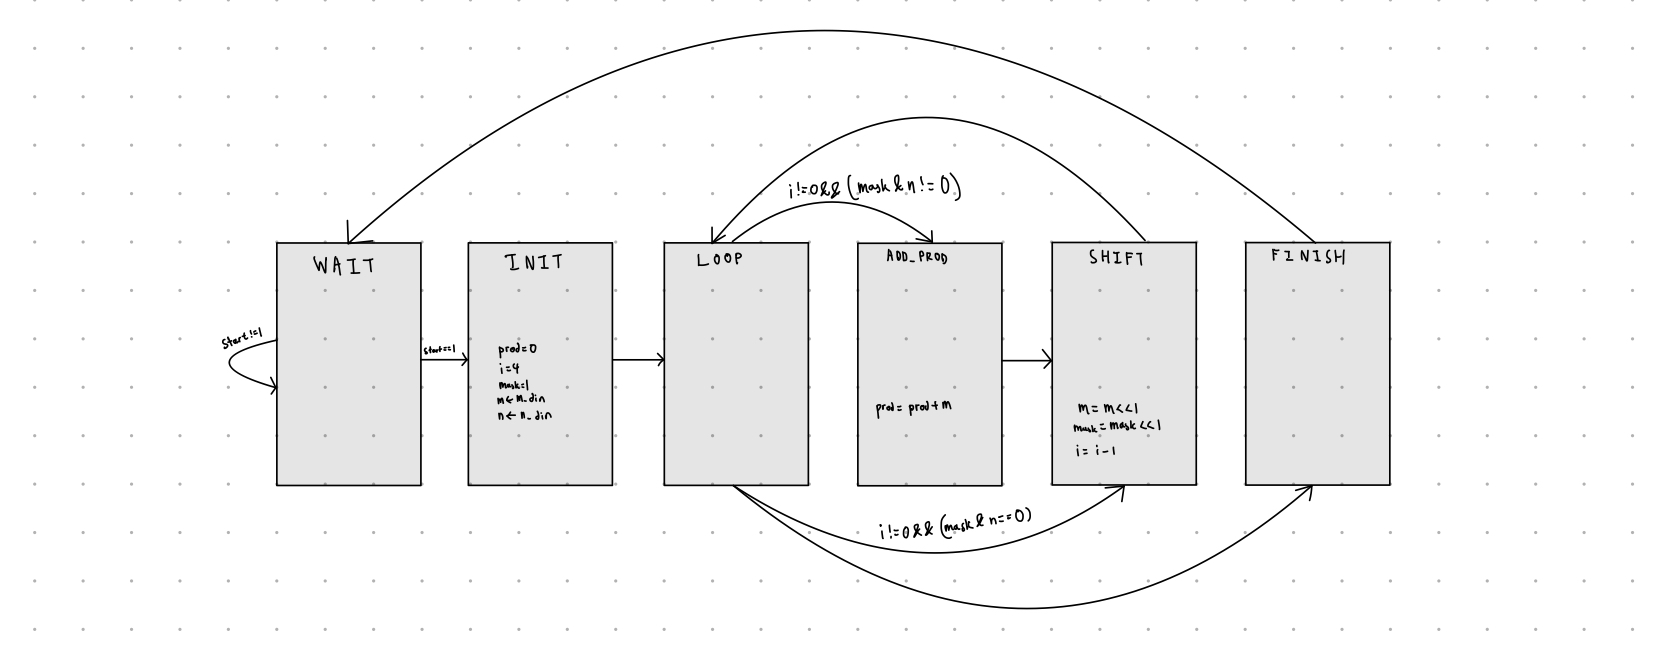 i!=0&&(mask&n!=0)
WAIT
INIT
LOOP
ADD_PROD
SHIFT
FINISH
Start!=1
Start==1
prod=0
i=4
mask=1
m←m_din
n←n_din
prod=prod+m
m=m<<1
mask=mask<<1
i=i-1
i!=0&&(mask&n==0)